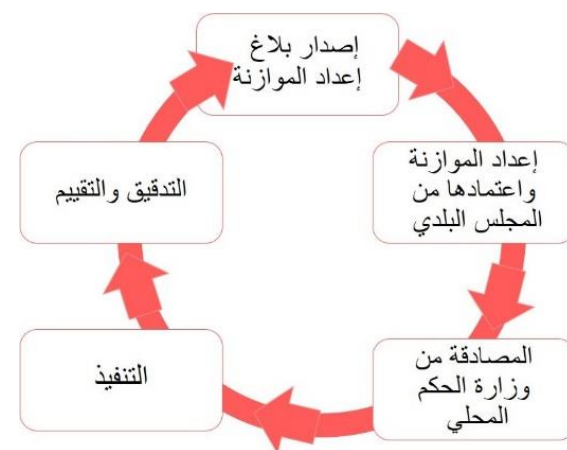 إصدار بلاغ
إعداد الموازنة
إعداد الموازنة
واعتمادها من
المجلس البلدي
المصادقة من
وزارة الحكم
المحلي
التنفيذ
التدقيق والتقييم